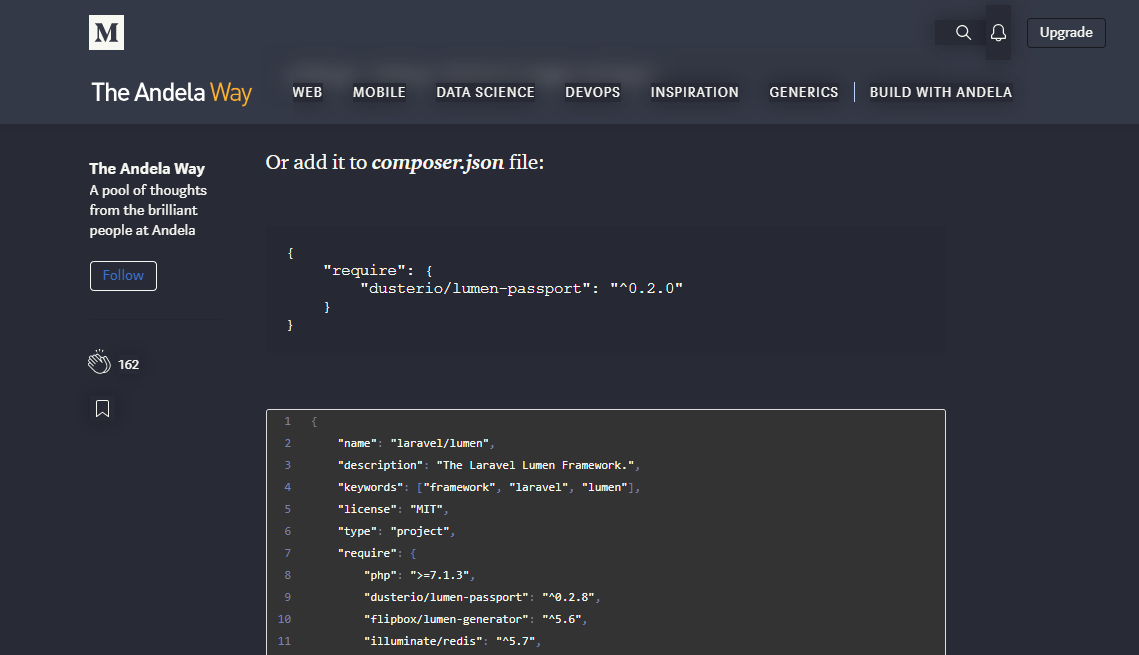 M
Upgrade
The Andela Way
WEB MOBILE DATA SCIENCE DEVOPS INSPIRATION GENERICS BUILD WITH ANDELA
The Andela Way
A pool of thoughts
from the brilliant
people at Andela
Follow
162
Or add it to composer.json file:
{
    "require": {
        "dusterio/lumen-passport": "^0.2.0"
    }
}
1 {
2     "name": "laravel/lumen",
3     "description": "The Laravel Lumen Framework.",
4     "keywords": ["framework", "laravel", "lumen"],
5     "license": "MIT",
6     "type": "project",
7     "require": {
8         "php": ">=7.1.3",
9         "dusterio/lumen-passport": "^0.2.8",
10         "flipbox/lumen-generator": "^5.6",
11         "illuminate/redis": "^5.7",